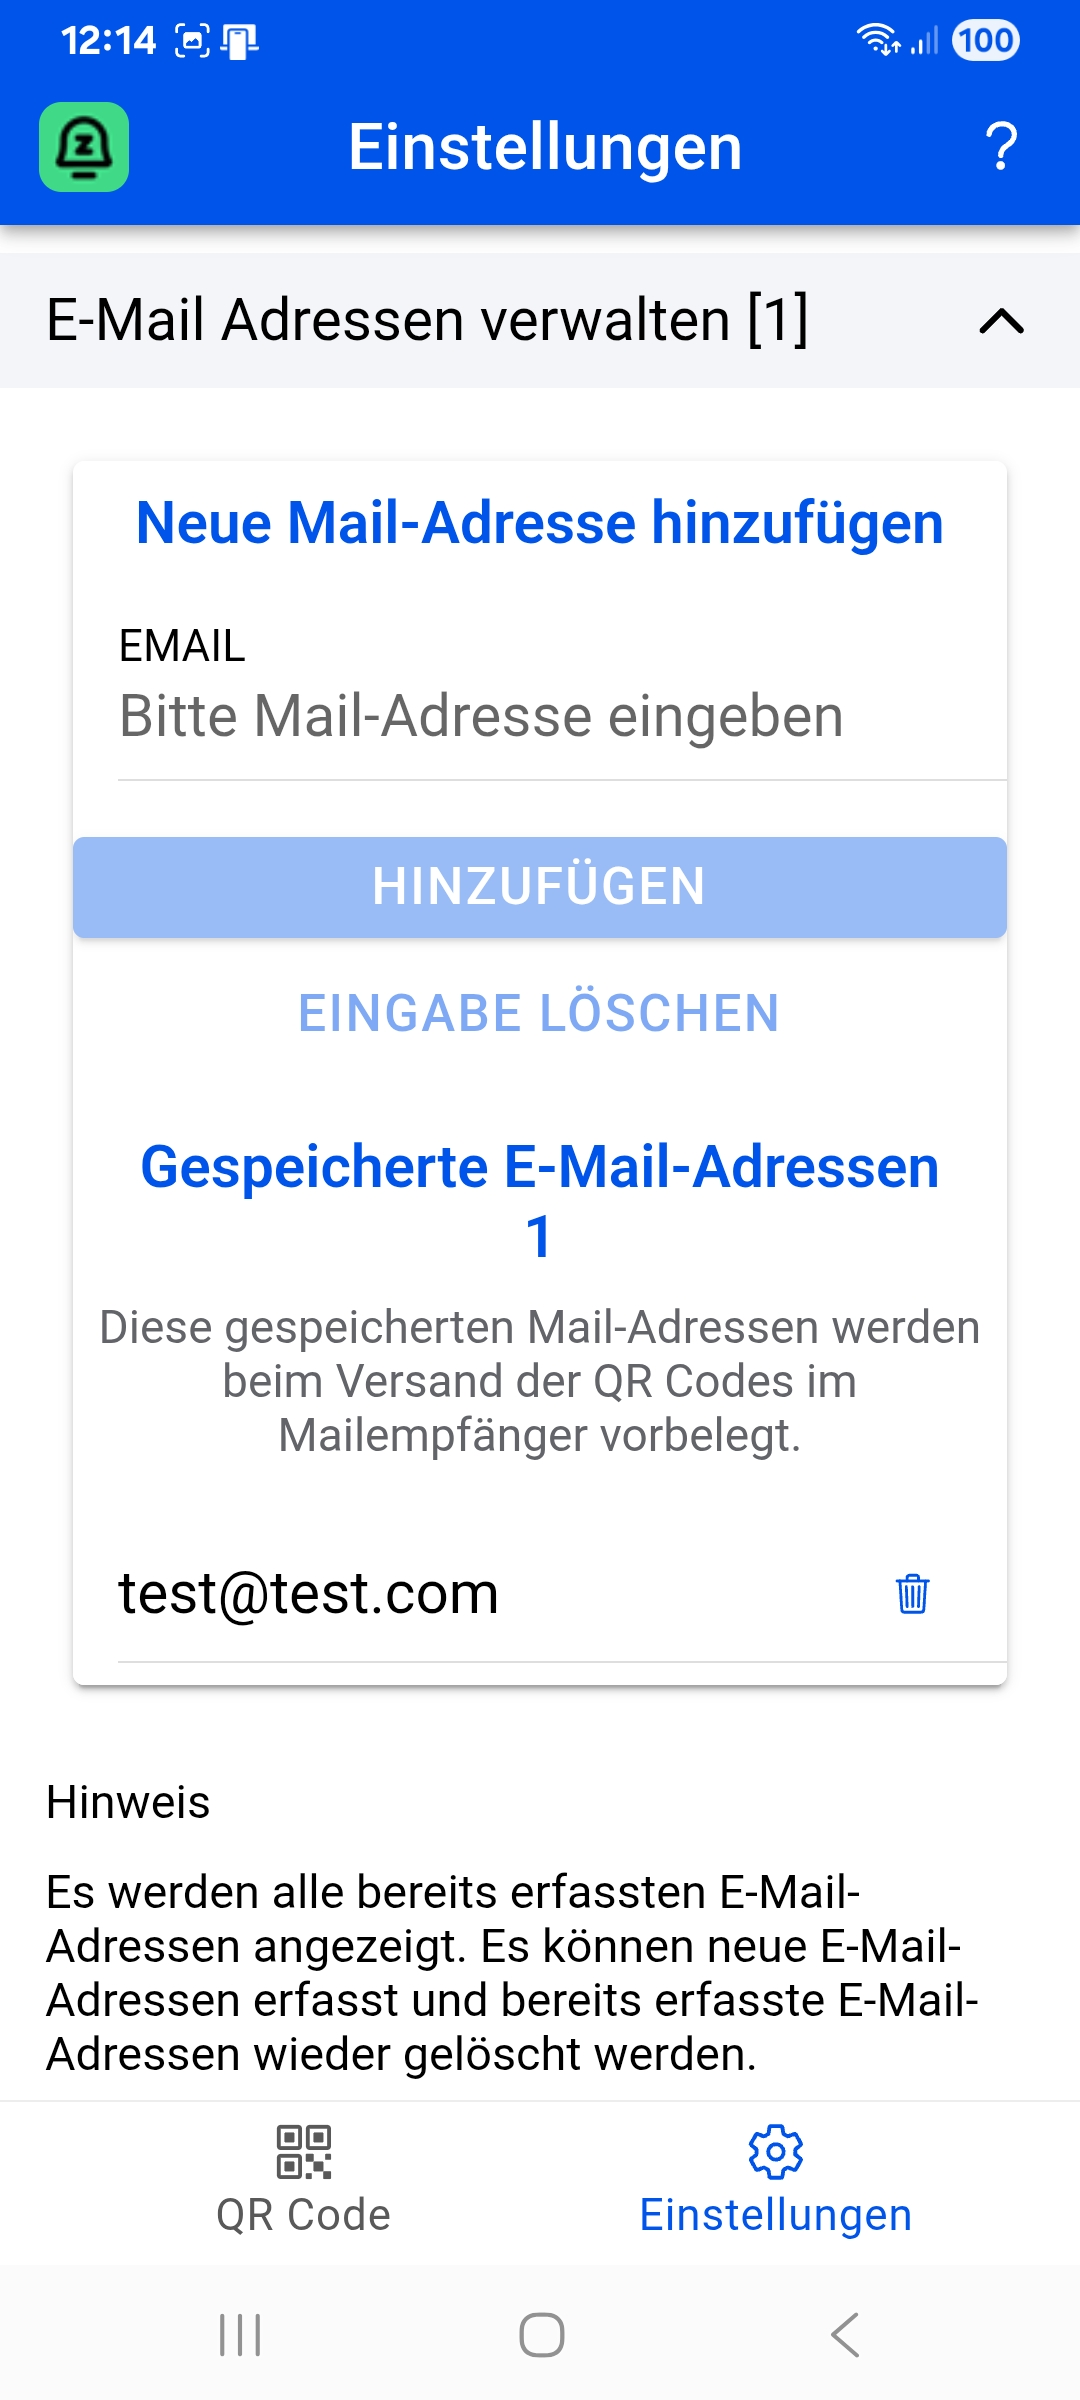 12:14
100
Z
Einstellungen
?
E-Mail Adressen verwalten [1]
Neue Mail-Adresse hinzufügen
EMAIL
Bitte Mail-Adresse eingeben
HINZUFÜGEN
EINGABE LÖSCHEN
Gespeicherte E-Mail-Adressen
1
Diese gespeicherten Mail-Adressen werden
beim Versand der QR Codes im
Mailempfänger vorbelegt.
test@test.com
Hinweis
Es werden alle bereits erfassten E-Mail-
Adressen angezeigt. Es können neue E-Mail-
Adressen erfasst und bereits erfasste E-Mail-
Adressen wieder gelöscht werden.
QR Code
Einstellungen